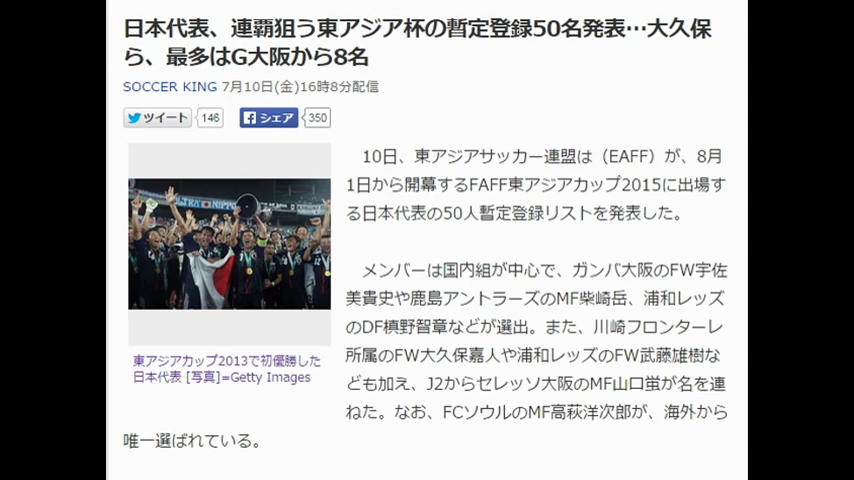 日本代表、連覇狙う東アジア杯の暫定登録50名発表…大久保
ら、最多はG大阪から8名
SOCCER KING 7月10日(金)16時8分配信
ツイート 146 シェア 350
10日、東アジアサッカー連盟は（EAFF）が、8月
1日から開幕するFAFF東アジアカップ2015に出場す
る日本代表の50人暫定登録リストを発表した。
メンバーは国内組が中心で、ガンバ大阪のFW宇佐
美貴史や鹿島アントラーズのMF柴崎岳、浦和レッズ
のDF槙野智章などが選出。また、川崎フロンターレ
所属のFW大久保嘉人や浦和レッズのFW武藤雄樹な
ども加え、J2からセレッソ大阪のMF山口蛍が名を連
ねた。なお、FCソウルのMF高萩洋次郎が、海外から
唯一選ばれている。
東アジアカップ2013で初優勝した
日本代表 [写真]=Getty Images